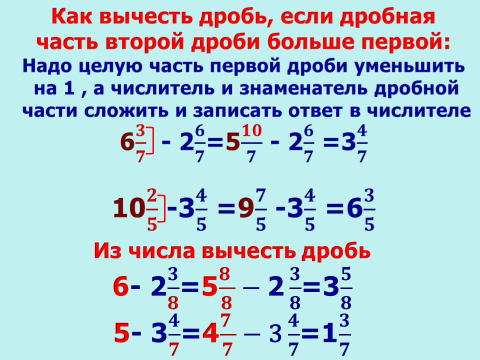 Как вычесть дробь, если дробная
часть второй дроби больше первой:
Надо целую часть первой дроби уменьшить
на 1 , а числитель и знаменатель дробной
части сложить и записать ответ в числителе
6 3/7 - 2 6/7 =5 10/7 - 2 6/7 =3 4/7
10 2/5 -3 4/5 =9 7/5 -3 4/5 =6 3/5
Из числа вычесть дробь
6- 2 3/8=5 8/8 − 2 3/8=3 5/8
5- 3 4/7=4 7/7 − 3 4/7=1 3/7